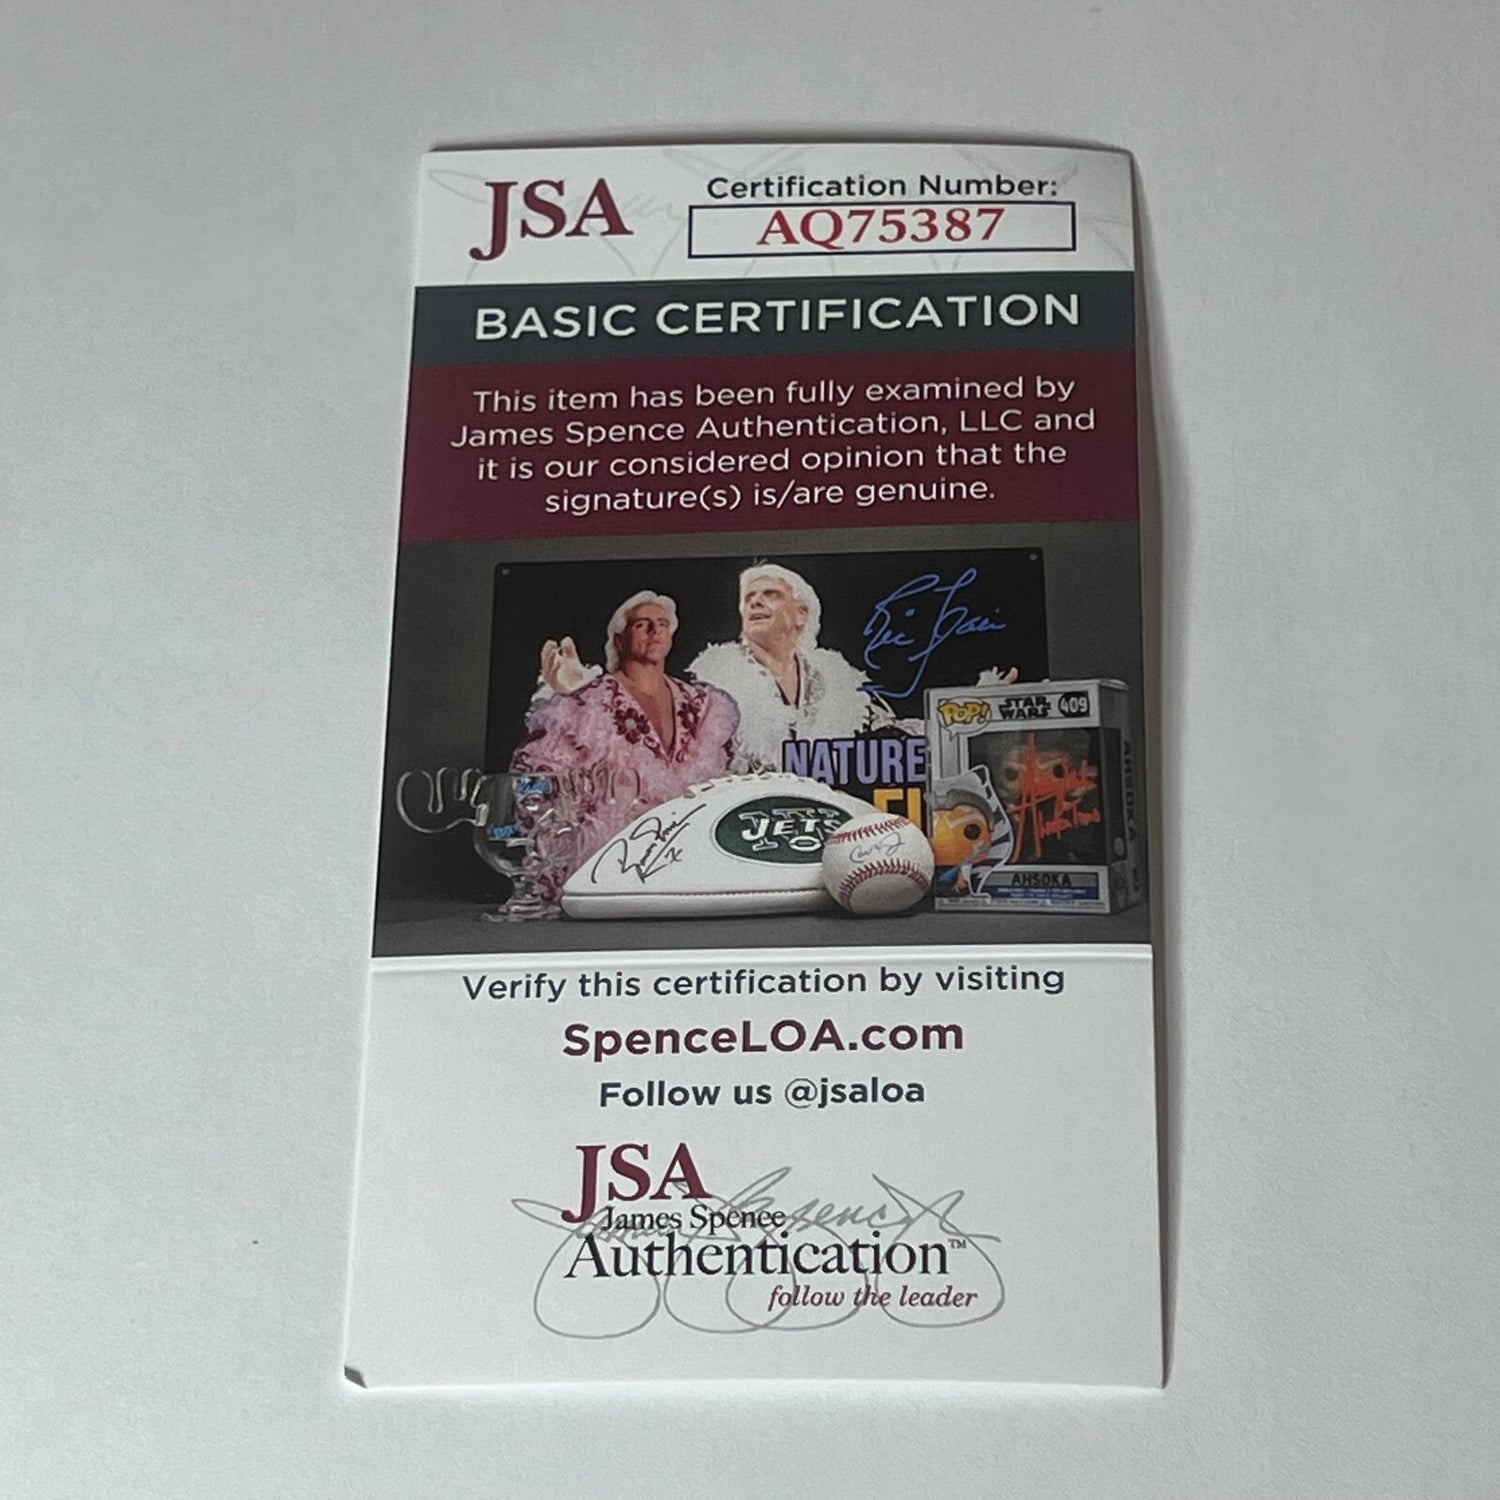 JSA
Certification Number:
AQ75387
BASIC CERTIFICATION
This item has been fully examined by
James Spence Authentication, LLC and
it is our considered opinion that the
signature(s) is/are genuine.
NATURE
JETS
POP!
STAR
WARS
409
AHSOKA
Verify this certification by visiting
SpenceLOA.com
Follow us @jsaloa
JSA
James Spence
Authentication™
follow the leader